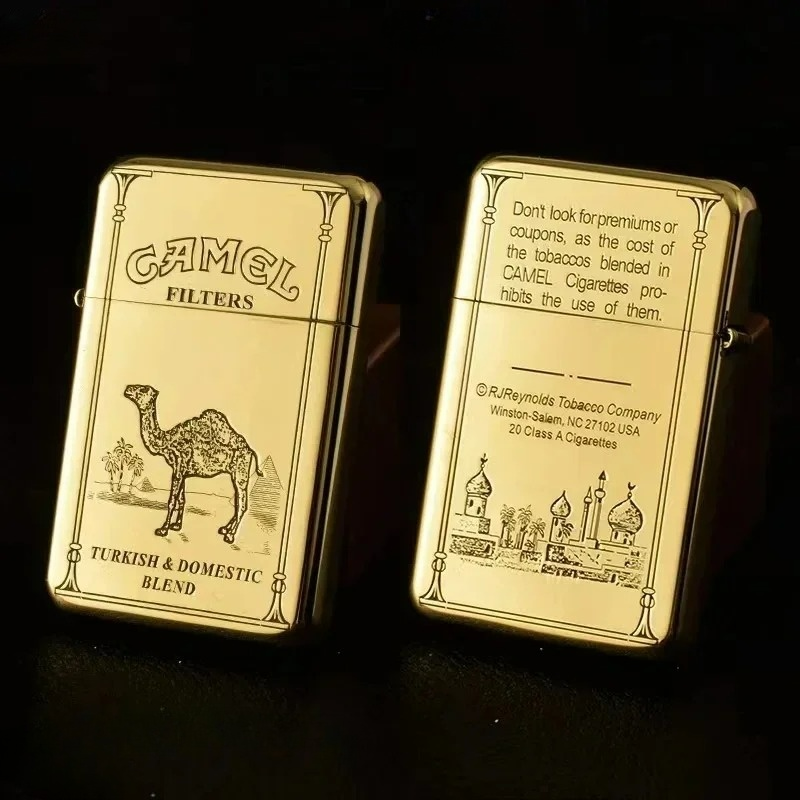 CAMEL
FILTERS
TURKISH & DOMESTIC
BLEND
Don't look for premiums or
coupons, as the cost of
the tobaccos blended in
CAMEL Cigarettes pro-
hibits the use of them.
© RJReynolds Tobacco Company
Winston-Salem, NC 27102 USA
20 Class A Cigarettes